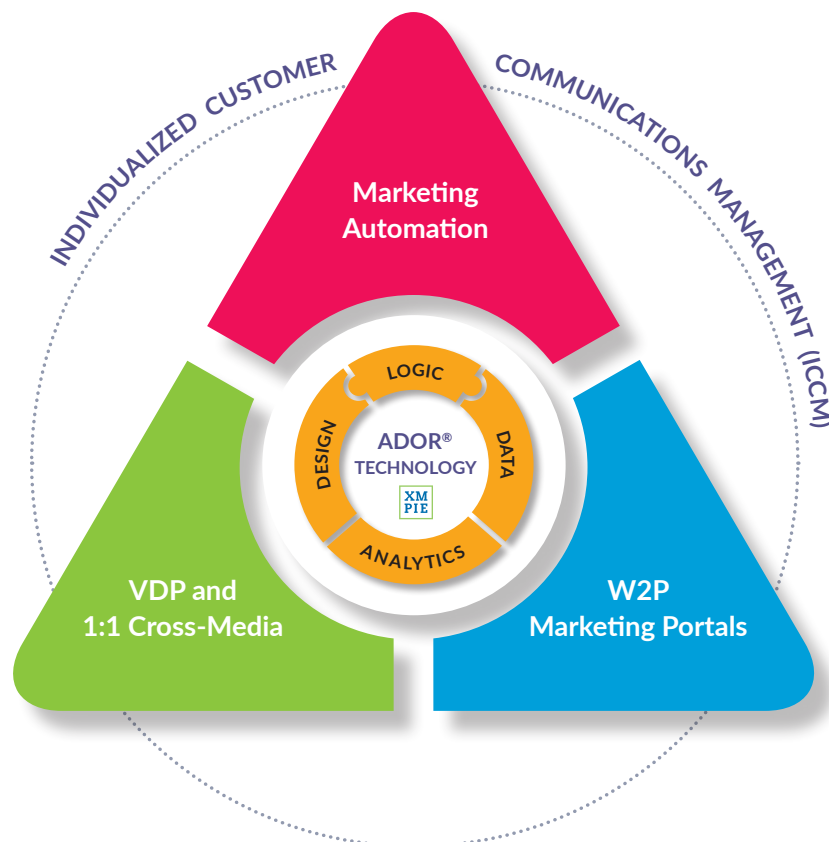 INDIVIDUALIZED CUSTOMER
COMMUNICATIONS MANAGEMENT (ICCM)
Marketing
Automation
LOGIC
DESIGN
DATA
ADOR®
TECHNOLOGY
XM
PIE
ANALYTICS
VDP and
1:1 Cross-Media
W2P
Marketing Portals